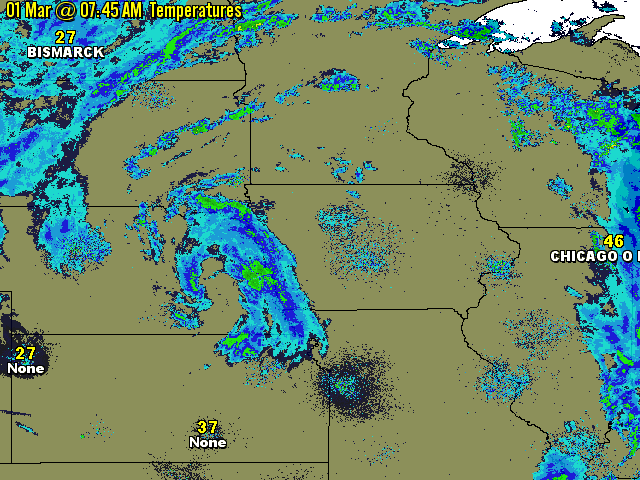 01 Mar @ 07:45 AM Temperatures
27
BISMARCK
46
CHICAGO O
27
None
37
None